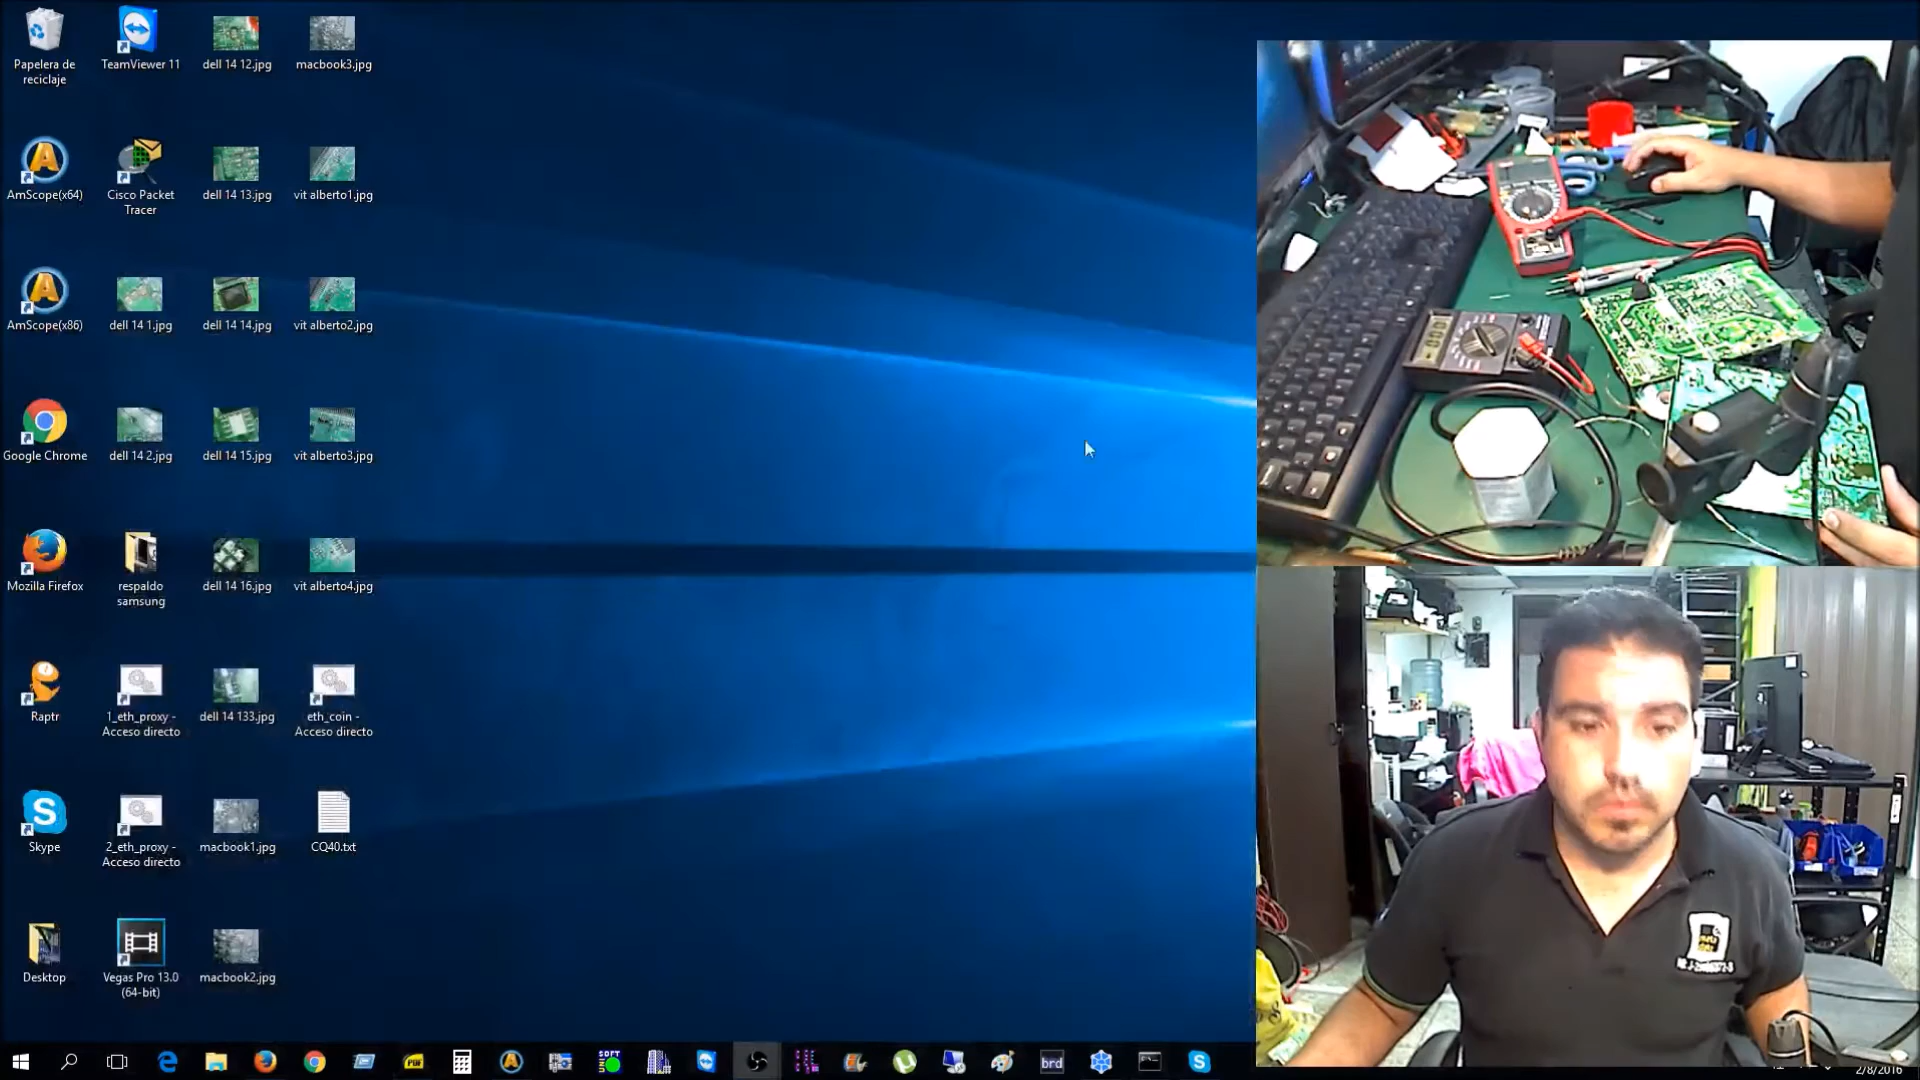 Papelera de
reciclaje
TeamViewer 11
dell 14 12.jpg
macbook3.jpg
AmScope(x64)
Cisco Packet
Tracer
dell 14 13.jpg
vit alberto1.jpg
AmScope(x86)
dell 14 1.jpg
dell 14 14.jpg
vit alberto2.jpg
Google Chrome
dell 14 2.jpg
dell 14 15.jpg
vit alberto3.jpg
Mozilla Firefox
respaldo
samsung
dell 14 16.jpg
vit alberto4.jpg
Raptr
1_eth_proxy -
Acceso directo
dell 14 133.jpg
eth_coin -
Acceso directo
Skype
2_eth_proxy -
Acceso directo
macbook1.jpg
CQ40.txt
Desktop
Vegas Pro 13.0
(64-bit)
macbook2.jpg
PDF
SOFT
brd
2/8/2016